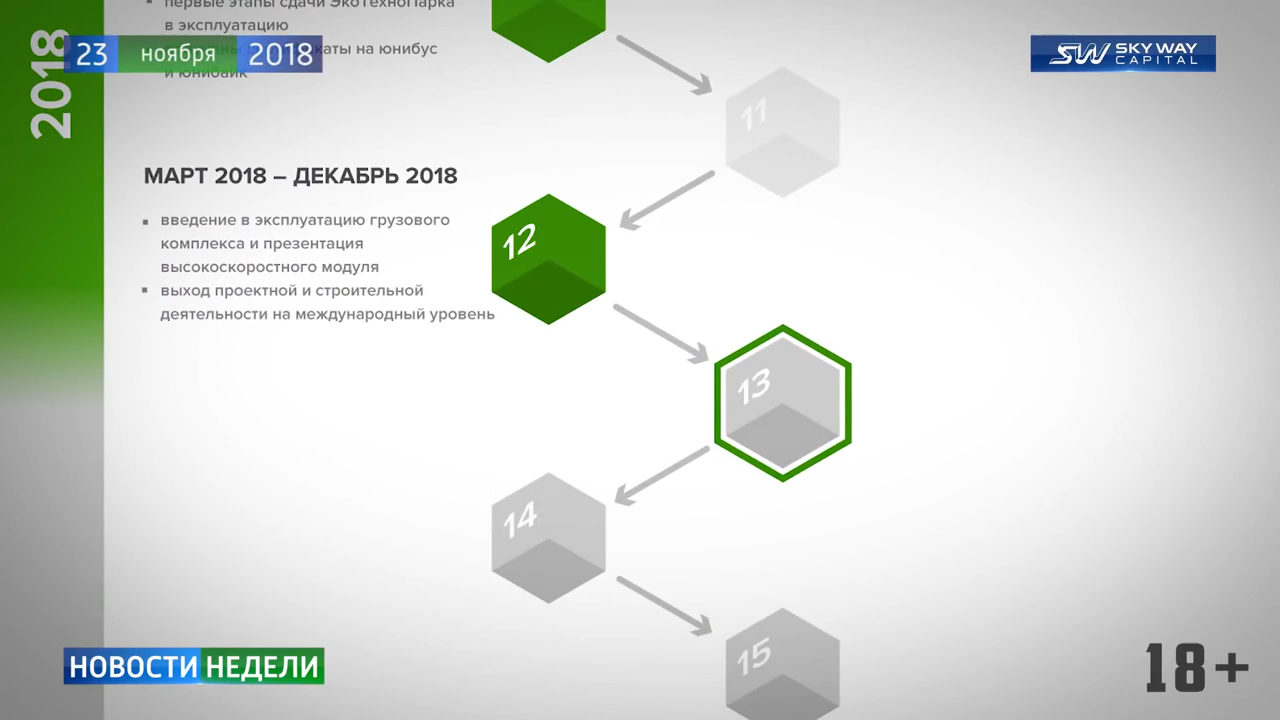 первые этапы сдачи ЭкоТехноПарка
в эксплуатацию
каты на юнибус
и юнибайк
2018
23 ноября 2018
SW SKY WAY
CAPITAL
11
МАРТ 2018 – ДЕКАБРЬ 2018
введение в эксплуатацию грузового
комплекса и презентация
высокоскоростного модуля
выход проектной и строительной
деятельности на международный уровень
12
13
14
15
НОВОСТИ НЕДЕЛИ
18+